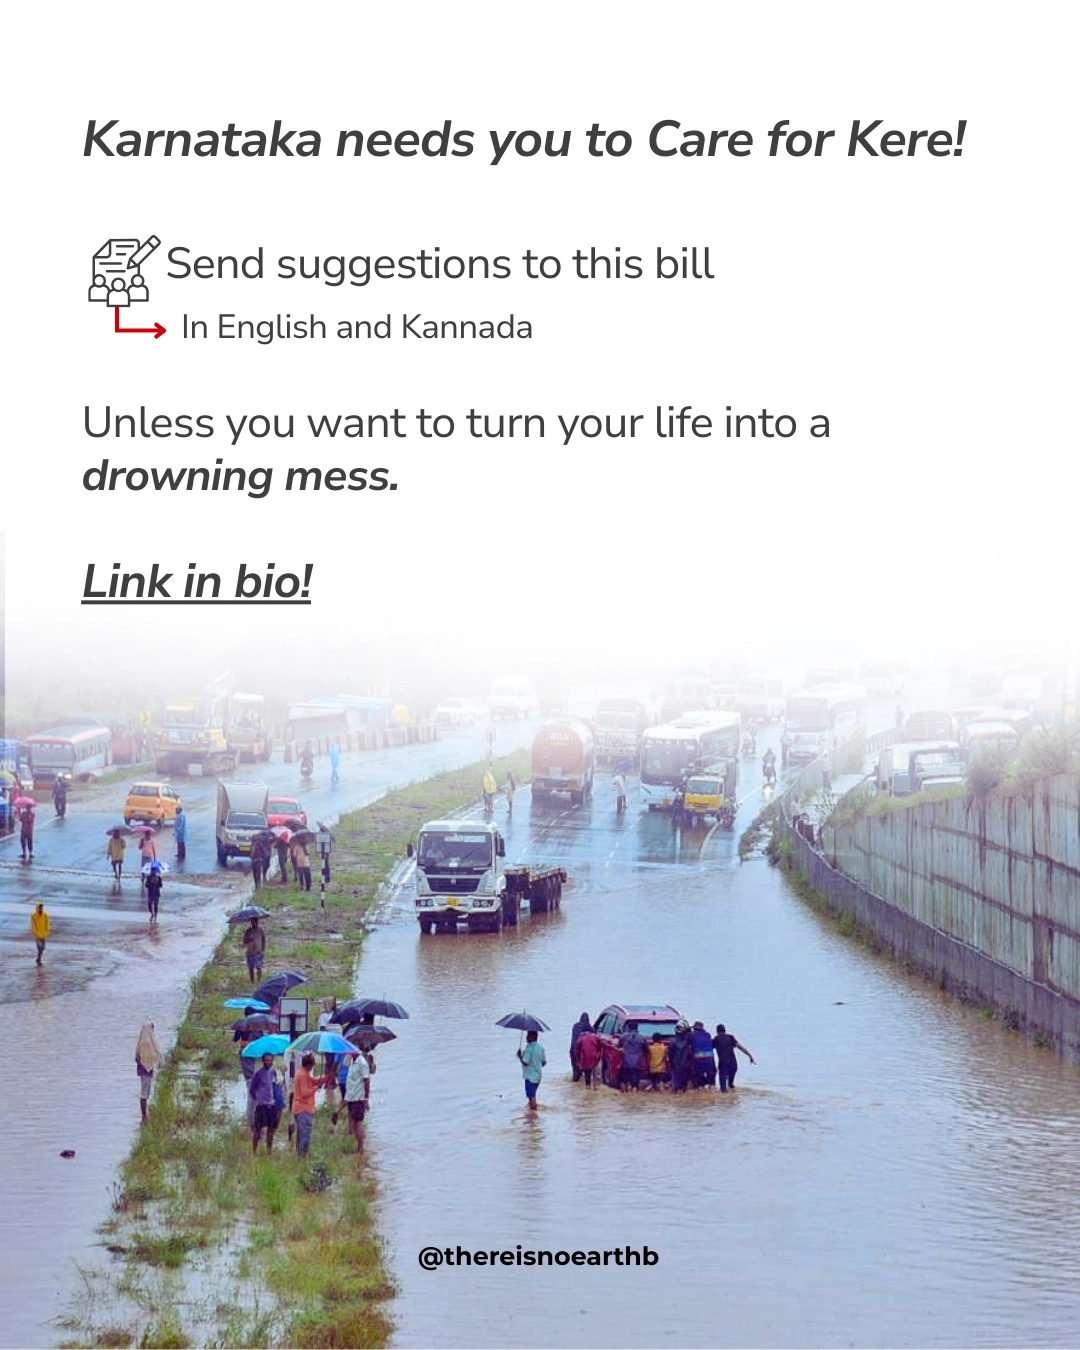 Karnataka needs you to Care for Kere!
Send suggestions to this bill
In English and Kannada
Unless you want to turn your life into a
drowning mess.
Link in bio!
@thereisnoearthb